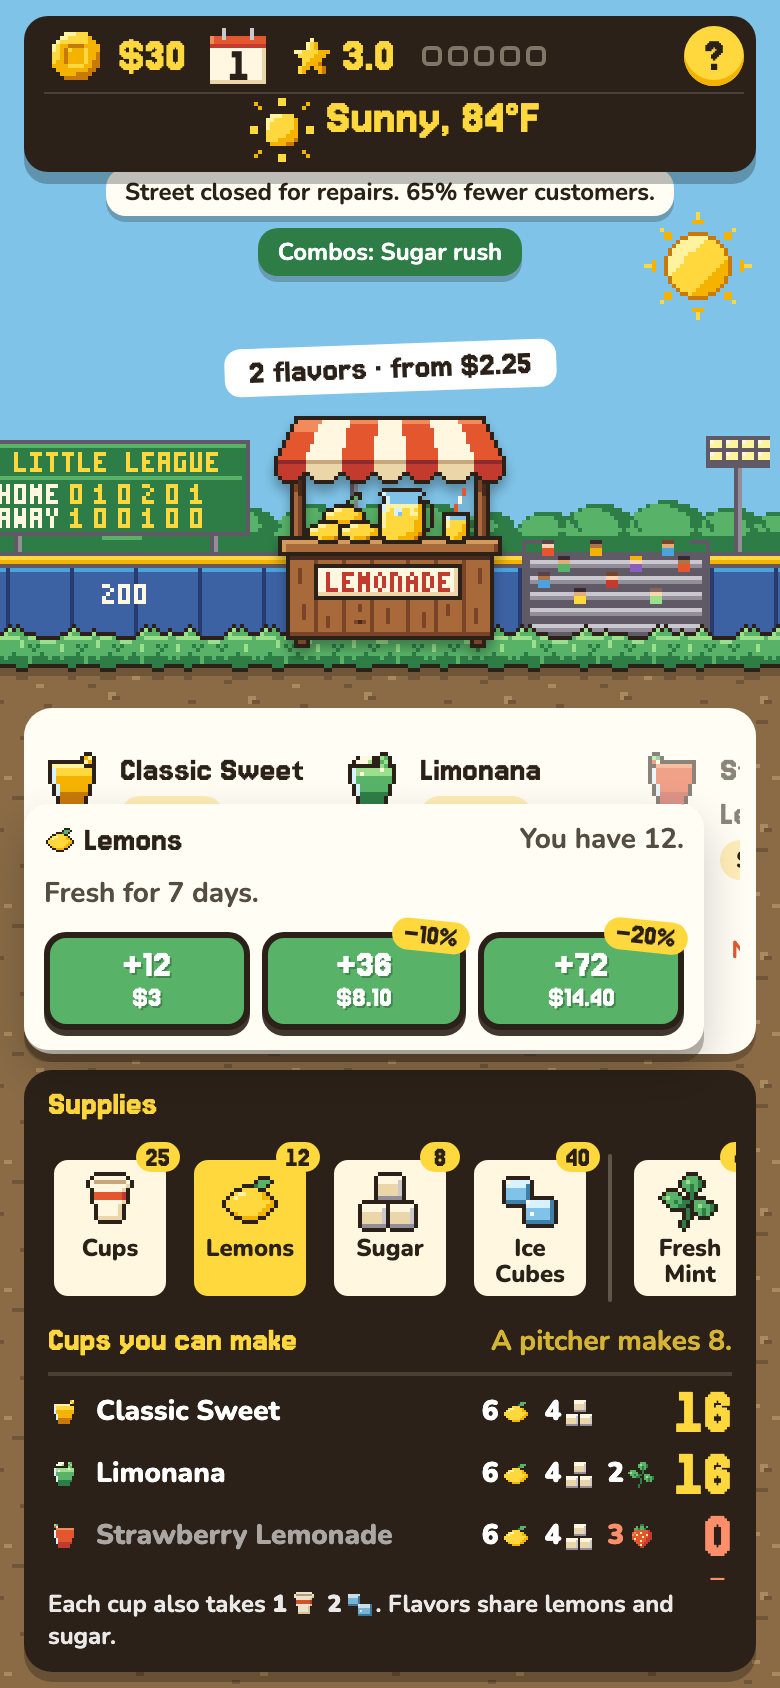 $30 1 3.0 ?
Sunny, 84°F
Street closed for repairs. 65% fewer customers.
Combos: Sugar rush
2 flavors · from $2.25
LITTLE LEAGUE
HOME 0 1 0 2 0 1
AWAY 1 0 0 1 0 0
LEMONADE
200
Classic Sweet Limonana
Lemons You have 12.
Fresh for 7 days.
-10% -20%
+12 +36 +72
$3 $8.10 $14.40
Supplies
25 12 8 40
Cups Lemons Sugar Ice Cubes Fresh Mint
Cups you can make A pitcher makes 8.
Classic Sweet 6 4 16
Limonana 6 4 2 16
Strawberry Lemonade 6 4 3 0
Each cup also takes 1 2 . Flavors share lemons and
sugar.